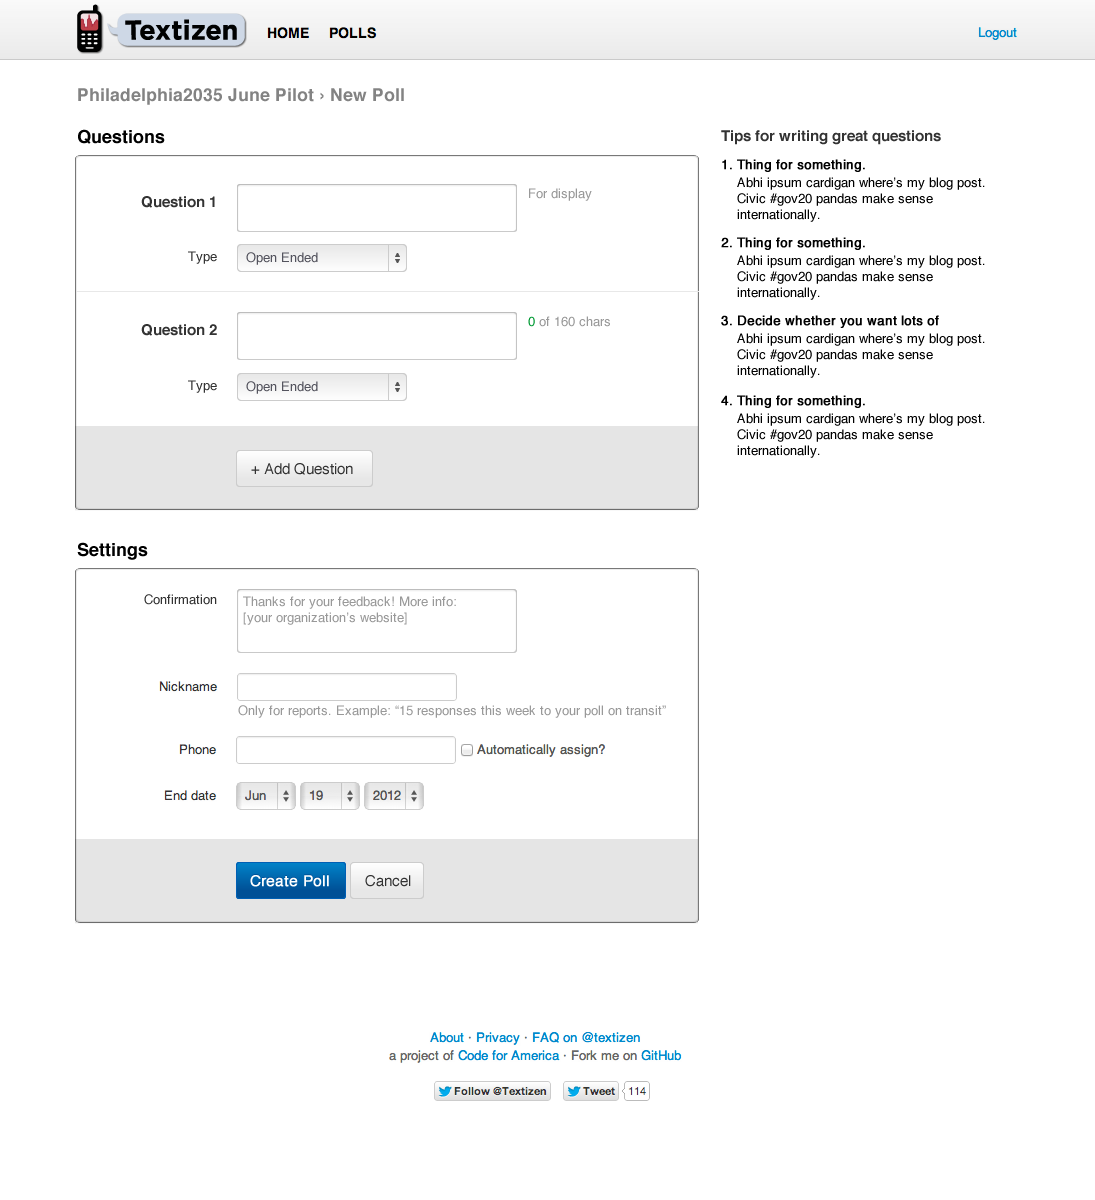 Textizen HOME POLLS Logout
Philadelphia2035 June Pilot › New Poll
Questions
Question 1
For display
Type
Open Ended
Question 2
0 of 160 chars
Type
Open Ended
+ Add Question
Tips for writing great questions
1. Thing for something.
Abhi ipsum cardigan where's my blog post.
Civic #gov20 pandas make sense
internationally.
2. Thing for something.
Abhi ipsum cardigan where's my blog post.
Civic #gov20 pandas make sense
internationally.
3. Decide whether you want lots of
Abhi ipsum cardigan where's my blog post.
Civic #gov20 pandas make sense
internationally.
4. Thing for something.
Abhi ipsum cardigan where's my blog post.
Civic #gov20 pandas make sense
internationally.
Settings
Confirmation
Thanks for your feedback! More info:
[your organization's website]
Nickname
Only for reports. Example: “15 responses this week to your poll on transit”
Phone
Automatically assign?
End date
Jun 19 2012
Create Poll Cancel
About · Privacy · FAQ on @textizen
a project of Code for America · Fork me on GitHub
Follow @Textizen Tweet 114